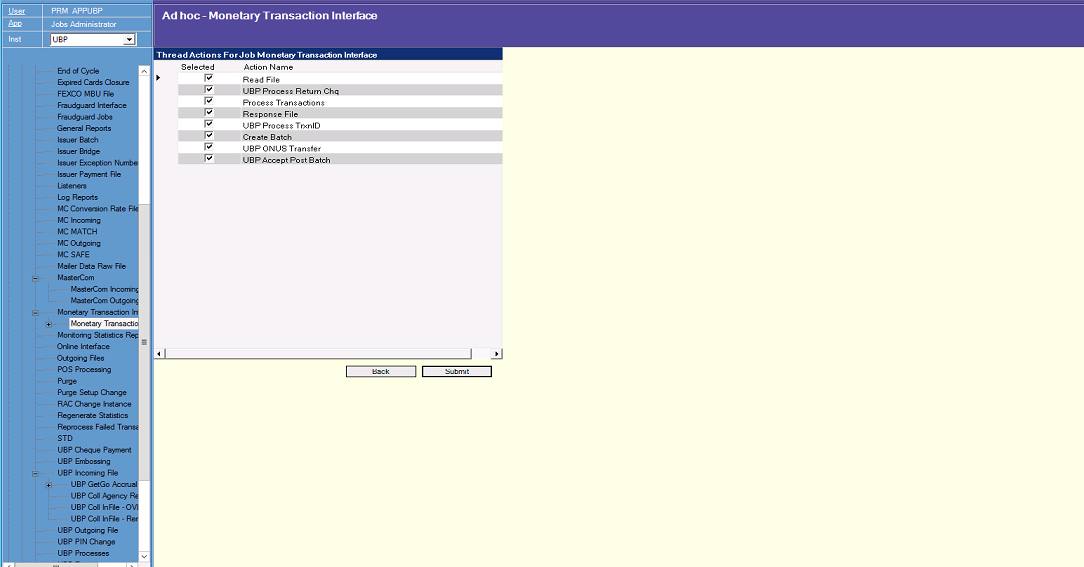 User PRM APPUBP
App Jobs Administrator
Inst UBP
Ad hoc - Monetary Transaction Interface
End of Cycle
Expired Cards Closure
FEXCO MBU File
Fraudguard Interface
Fraudguard Jobs
General Reports
Issuer Batch
Issuer Bridge
Issuer Exception Numbe
Issuer Payment File
Listeners
Log Reports
MC Conversion Rate File
MC Incoming
MC MATCH
MC Outgoing
MC SAFE
Mailer Data Raw File
MasterCom
MasterCom Incoming
MasterCom Outgoing
Monetary Transaction In
Monetary Transactio
Monitoring Statistics Rep
Online Interface
Outgoing Files
POS Processing
Purge
Purge Setup Change
RAC Change Instance
Regenerate Statistics
Reprocess Failed Transa
STD
UBP Cheque Payment
UBP Embossing
UBP Incoming File
UBP GetGo Accrual
UBP Coll Agency Re
UBP Coll InFile - OVI
UBP Coll InFile - Rer
UBP Outgoing File
UBP PIN Change
UBP Processes
Thread Actions For Job Monetary Transaction Interface
Selected Action Name
Read File
UBP Process Return Chq
Process Transactions
Response File
UBP Process TrxnID
Create Batch
UBP ONUS Transfer
UBP Accept Post Batch
Back Submit